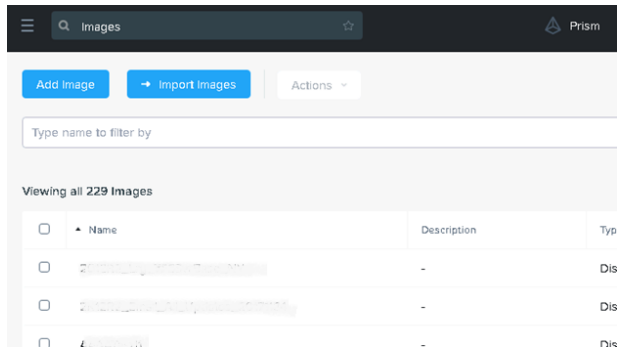 Images
Prism
Add Image
Import Images
Actions
Type name to filter by
Viewing all 229 Images
Name
Description
Typ
-
Dis
-
Dis
-
Dis